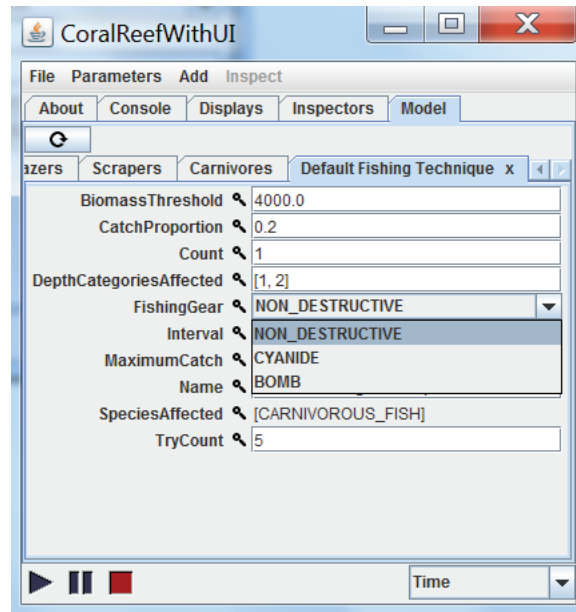 CoralReefWithUI
File Parameters Add Inspect
About Console Displays Inspectors Model
azers Scrapers Carnivores Default Fishing Technique x
BiomassThreshold 4000.0
CatchProportion 0.2
Count 1
DepthCategoriesAffected [1, 2]
FishingGear NON_DESTRUCTIVE
Interval NON_DESTRUCTIVE
MaximumCatch CYANIDE
Name BOMB
SpeciesAffected [CARNIVOROUS_FISH]
TryCount 5
Time